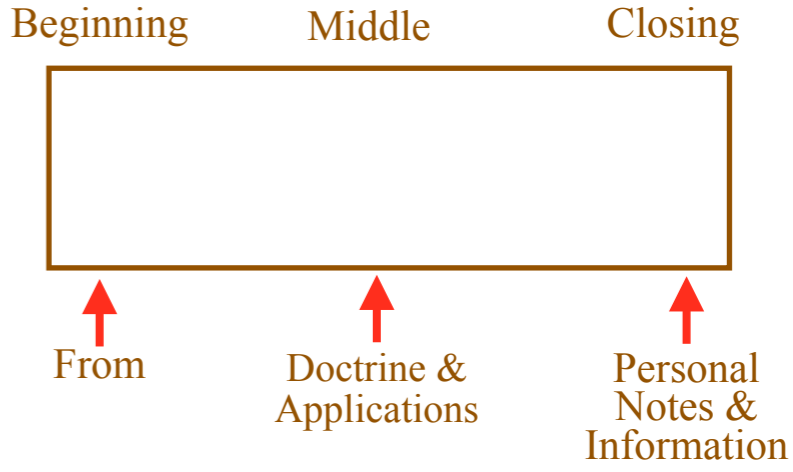 Beginning Middle Closing
From
Doctrine &
Applications
Personal
Notes &
Information